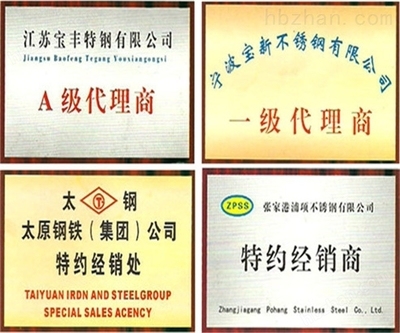 江苏宝丰特钢有限公司
Jiangsu Baofeng Tegang Youxiangongsi
A级代理商
hbzhan.com
宁波宝新不锈钢有限公司
一级代理商
太 钢
太原钢铁（集团）公司
特约经销处
TAIYUAN IRDN AND STEELGROUP
SPECIAL SALES AGENCY
ZPSS 张家港浦项不锈钢有限公司
特约经销商
Zhangjiagang Pohang Stainless Steel Co., Ltd.